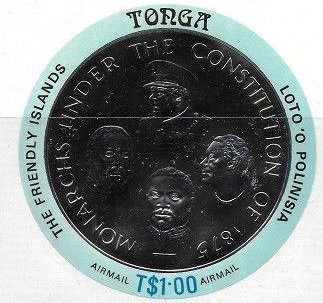 TONGA
THE FRIENDLY ISLANDS
LOTO 'O POLINISIA
MONARCHS UNDER THE CONSTITUTION OF 1875
AIRMAIL T$1·00 AIRMAIL